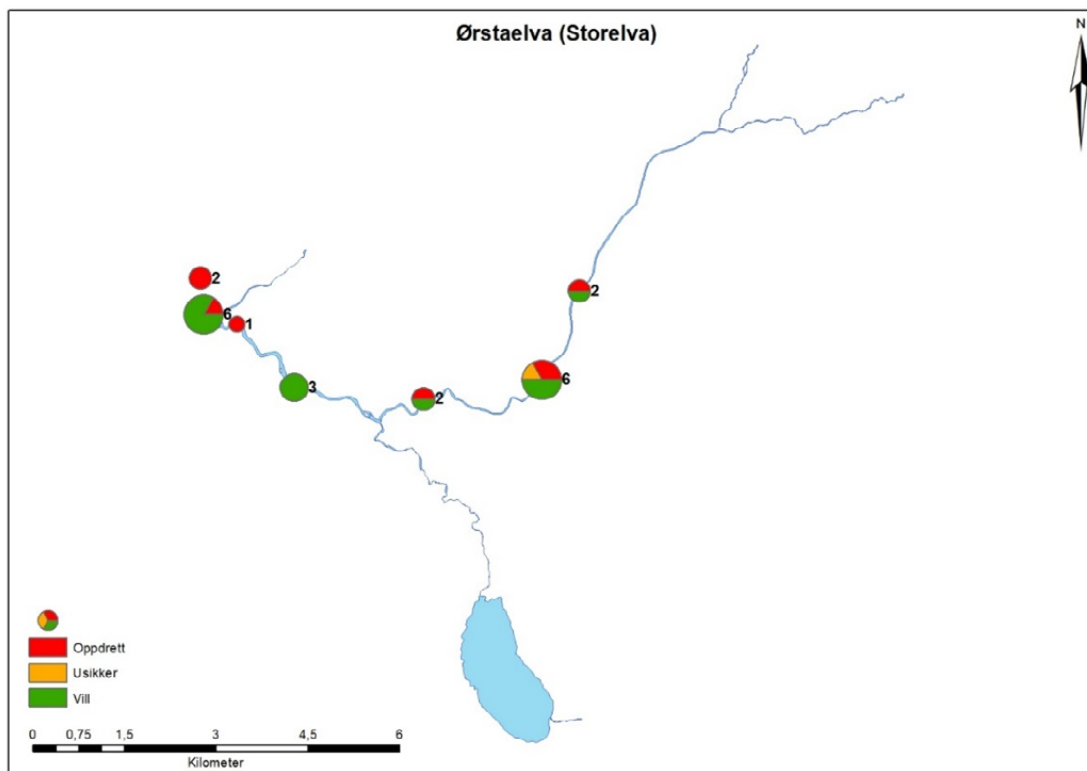 Ørstaelva (Storelva)
N
2
6
1
3
2
6
2
Oppdrett
Usikker
Vill
0 0,75 1,5 3 4,5 6
Kilometer